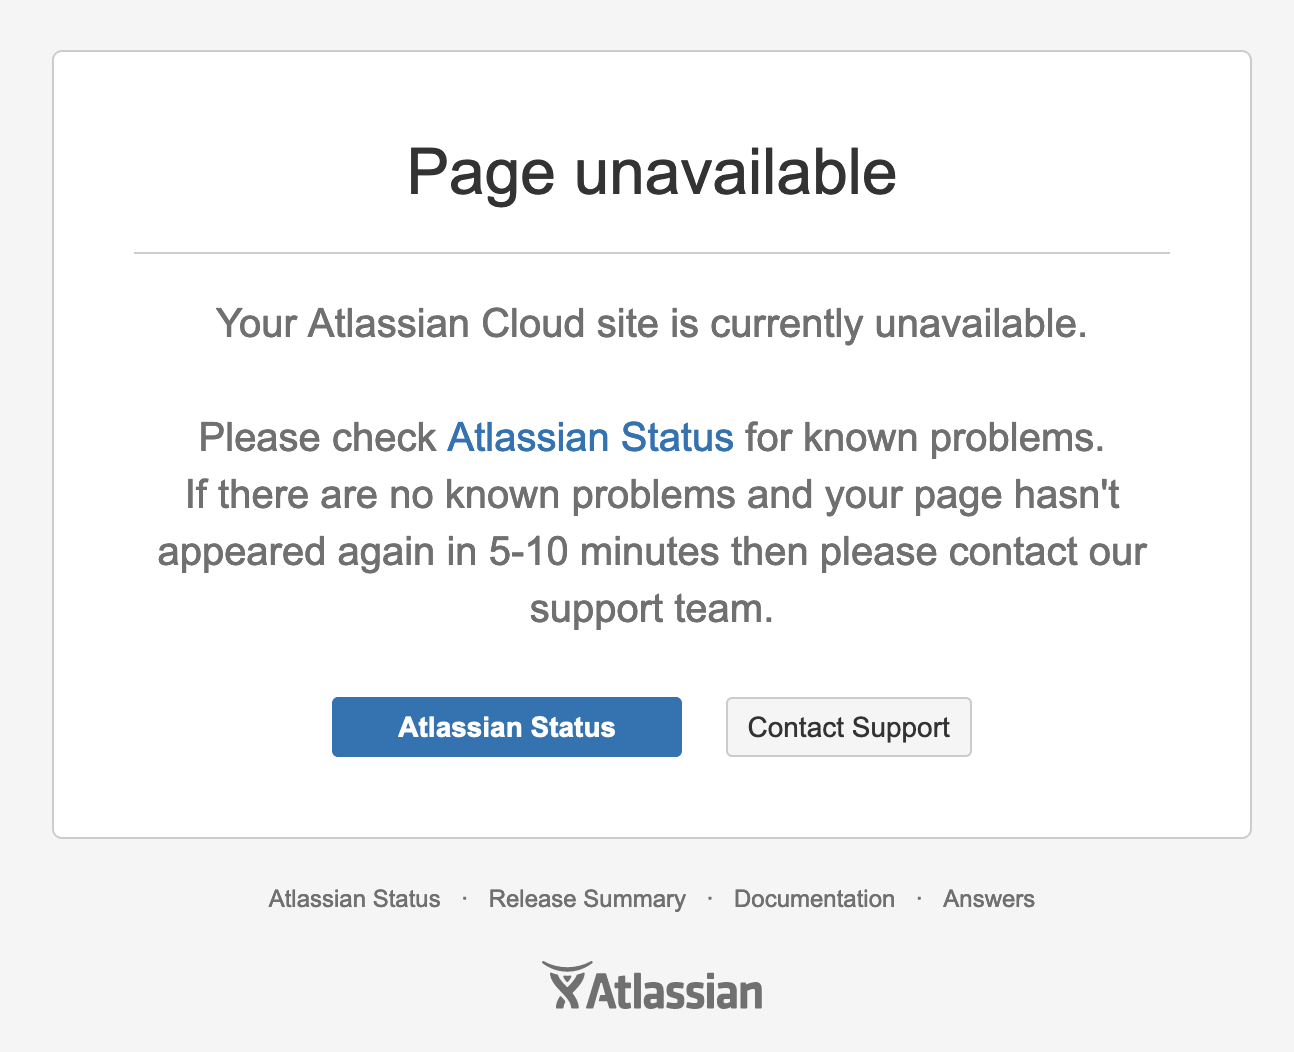 Page unavailable
Your Atlassian Cloud site is currently unavailable.
Please check Atlassian Status for known problems.
If there are no known problems and your page hasn't
appeared again in 5-10 minutes then please contact our
support team.
Atlassian Status
Contact Support
Atlassian Status · Release Summary · Documentation · Answers
Atlassian